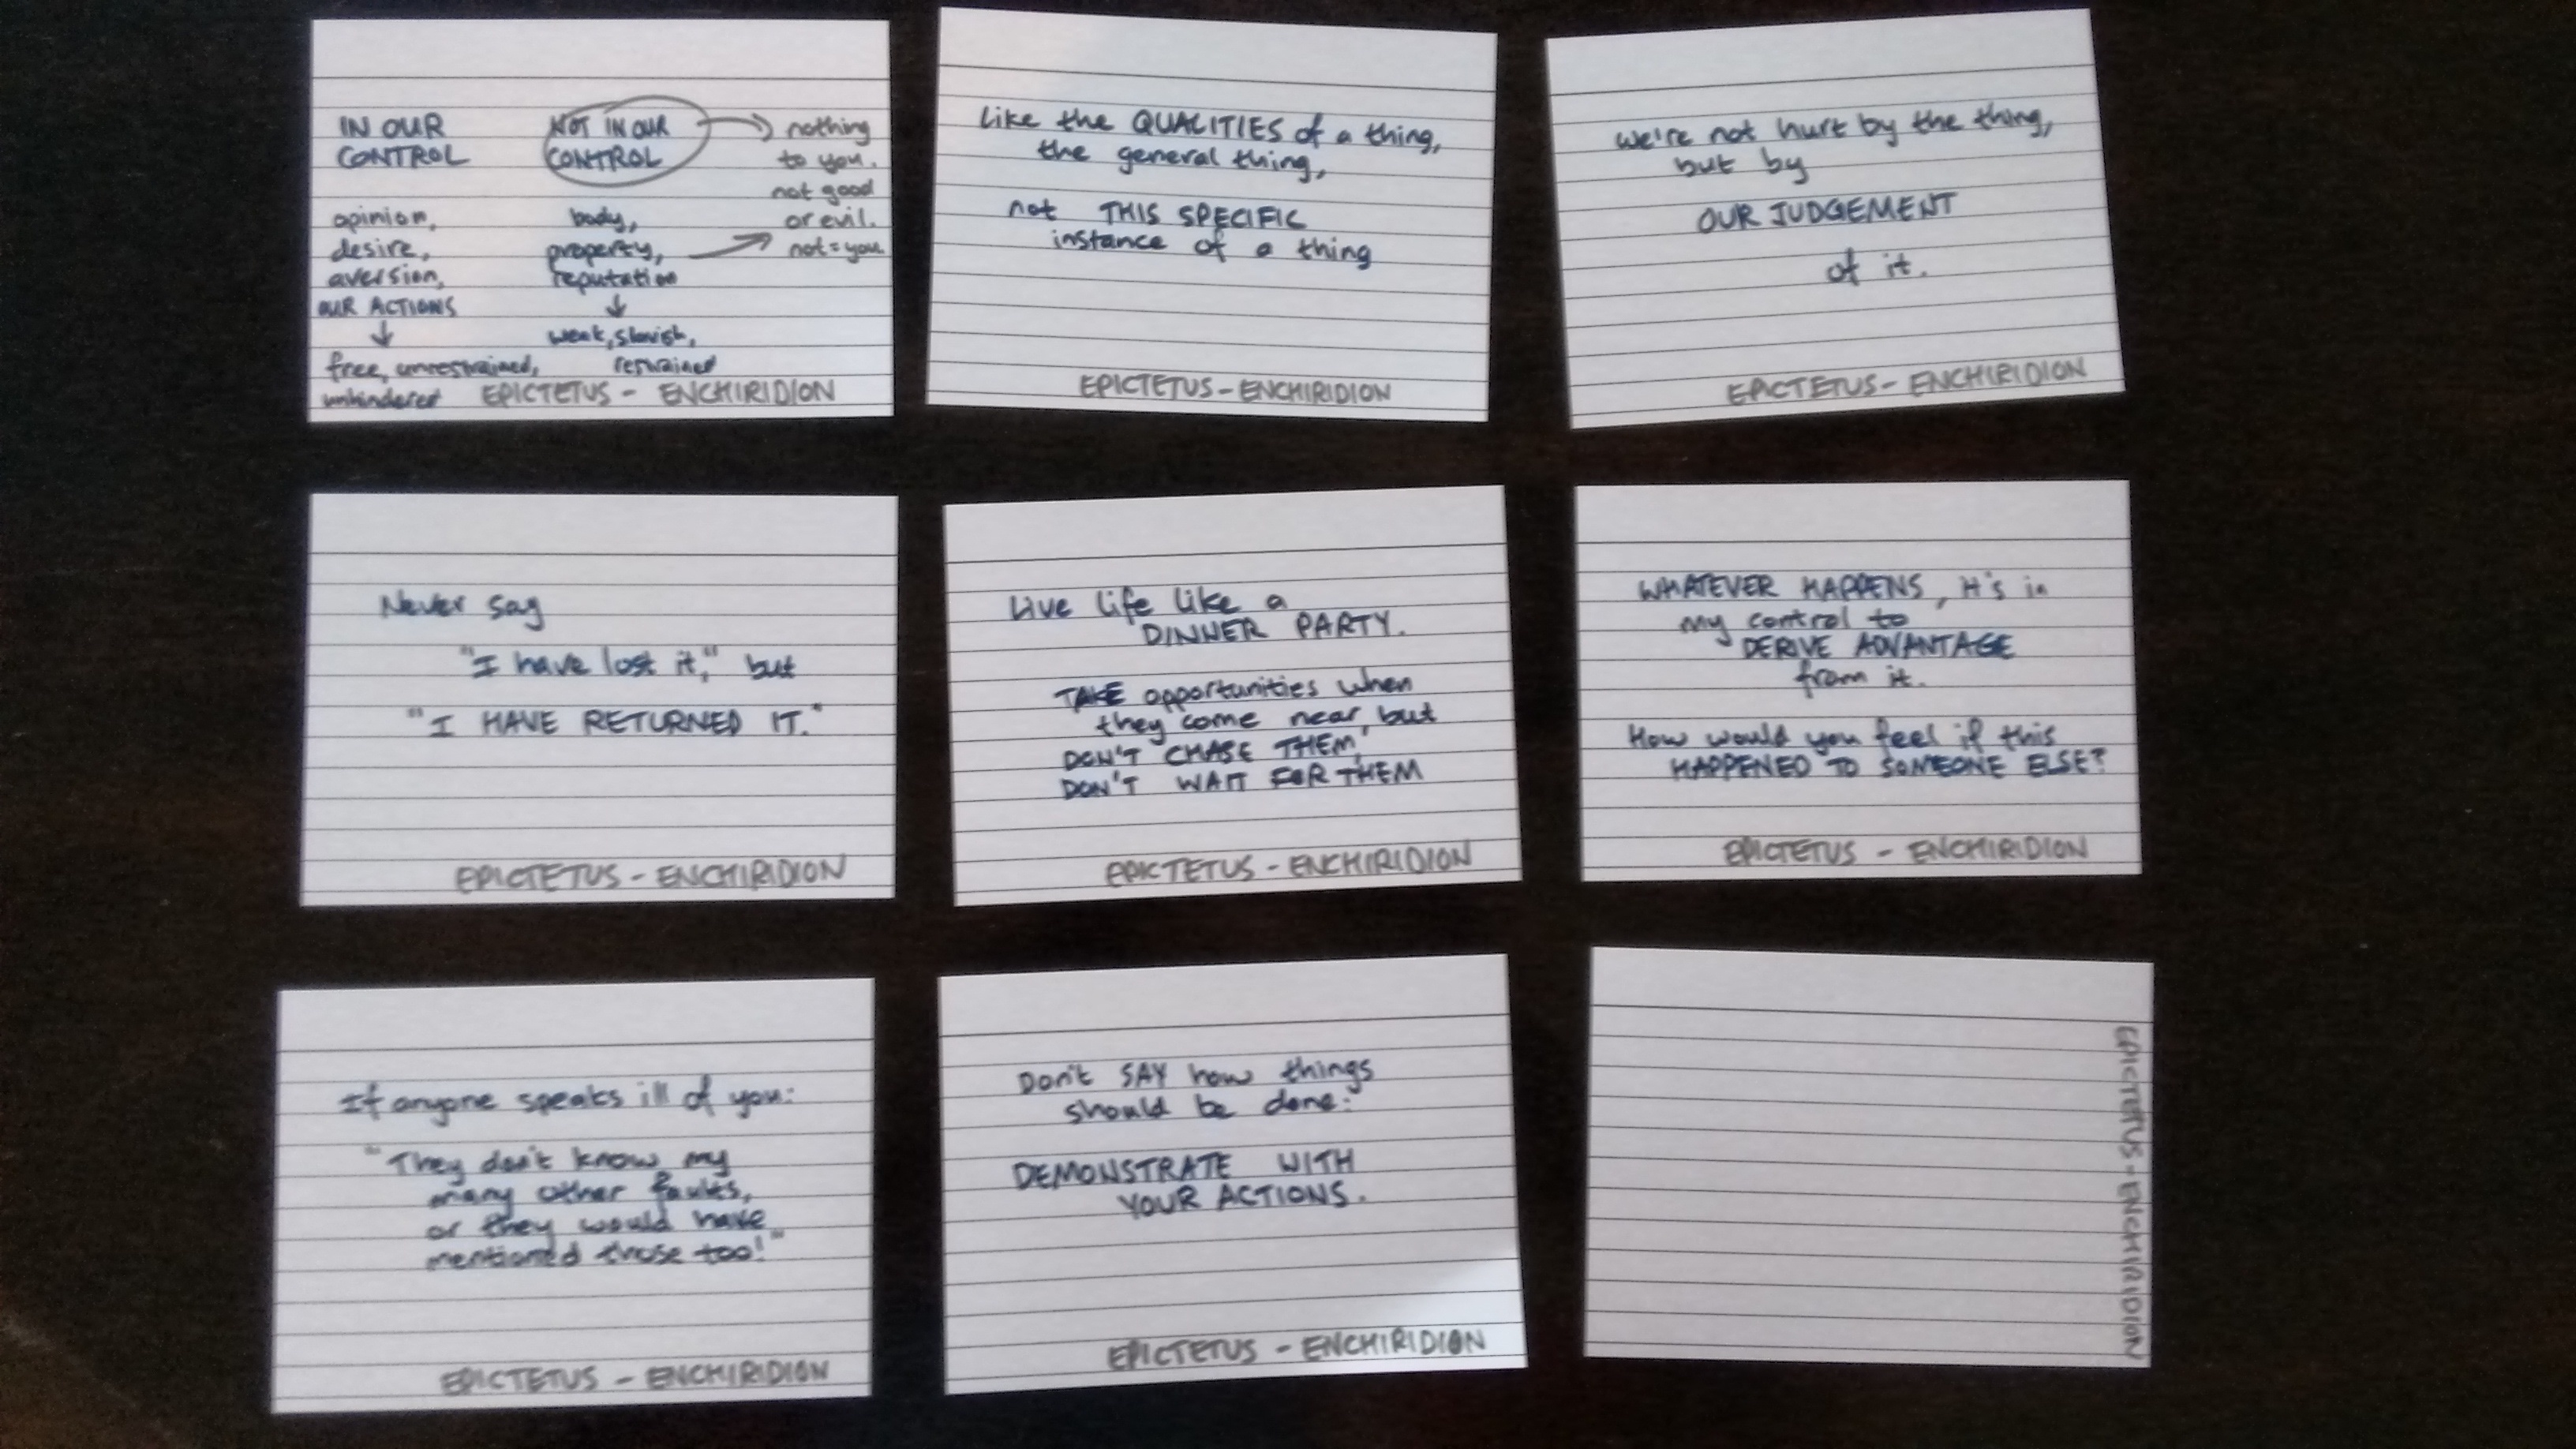 IN OUR
CONTROL
opinion,
desire,
aversion,
OUR ACTIONS
↓
free, unrestrained,
unhindered
NOT IN OUR
CONTROL
body,
property,
reputation
↓
weak, slavish,
restrained
nothing
to you.
not good
or evil.
not = you.
EPICTETUS - ENCHIRIDION
Like the QUALITIES of a thing,
the general thing,
not THIS SPECIFIC
instance of a thing
EPICTETUS - ENCHIRIDION
We're not hurt by the thing,
but by
OUR JUDGEMENT
of it.
EPICTETUS - ENCHIRIDION
Never say
"I have lost it," but
"I HAVE RETURNED IT."
EPICTETUS - ENCHIRIDION
Live life like a
DINNER PARTY.
TAKE opportunities when
they come near, but
DON'T CHASE THEM,
DON'T WAIT FOR THEM
EPICTETUS - ENCHIRIDION
WHATEVER HAPPENS, it's in
my control to
DERIVE ADVANTAGE
from it.
How would you feel if this
HAPPENED TO SOMEONE ELSE?
EPICTETUS - ENCHIRIDION
If anyone speaks ill of you:
"They don't know my
many other faults,
or they would have
mentioned those too!"
EPICTETUS - ENCHIRIDION
Don't SAY how things
should be done:
DEMONSTRATE WITH
YOUR ACTIONS.
EPICTETUS - ENCHIRIDION
EPICTETUS - ENCHIRIDION